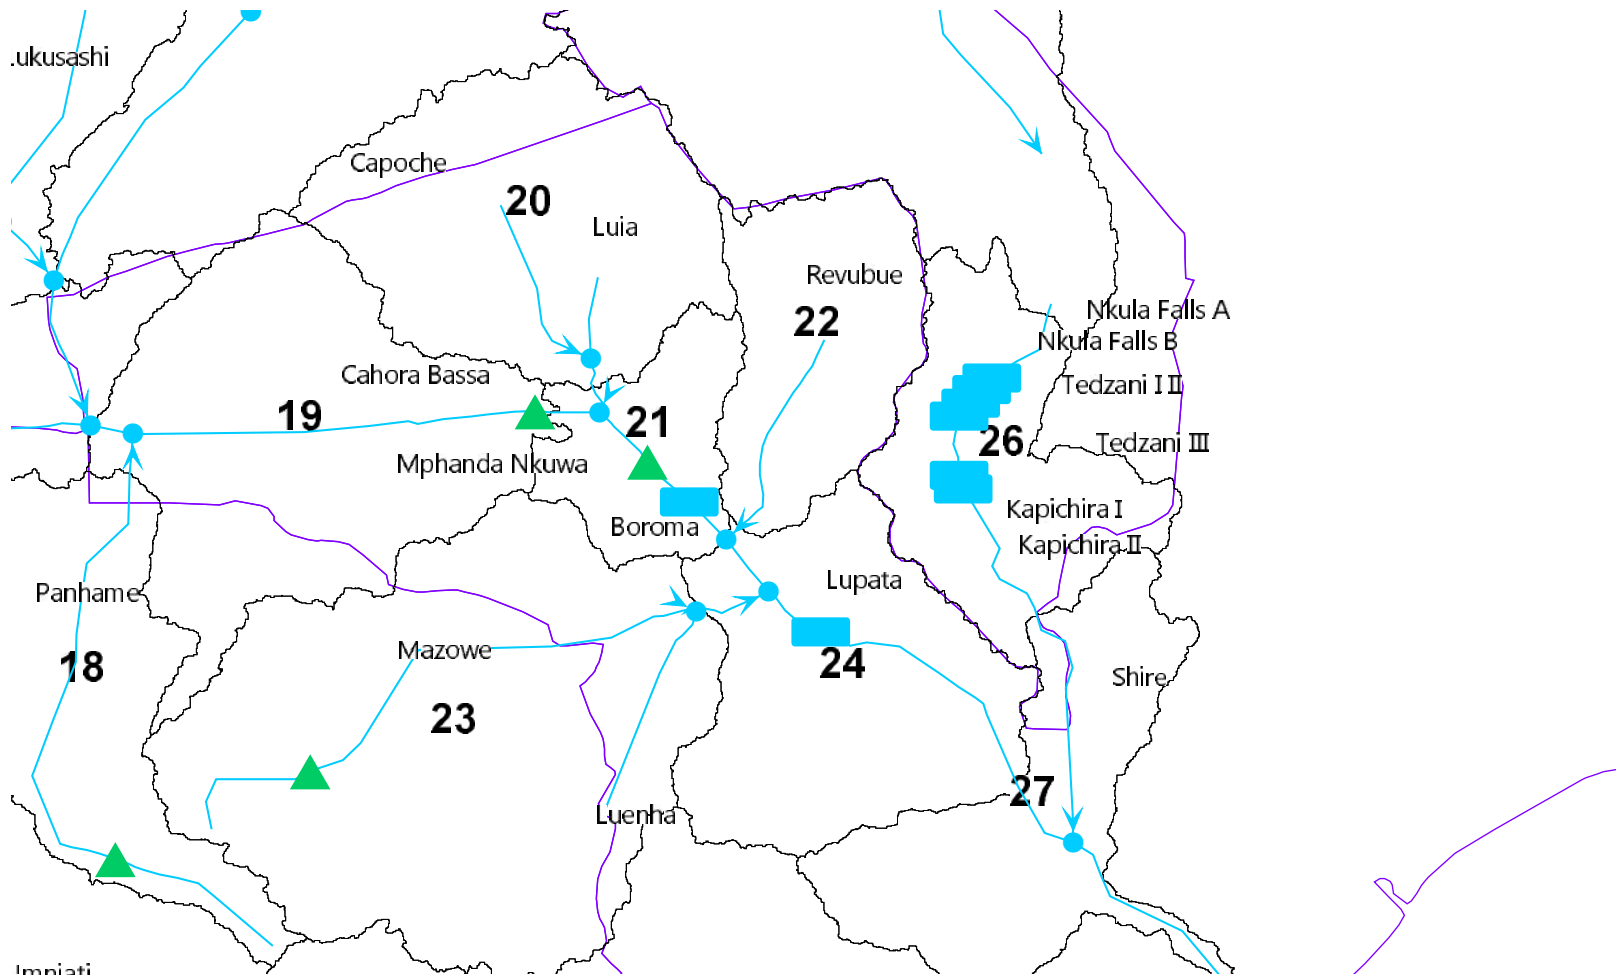 .ukusashi
Capoche
20
Luia
Revubue
22
Nkula Falls A
Nkula Falls B
Cahora Bassa
Tedzani I II
19
21
26
Tedzani III
Mphanda Nkuwa
Kapichira I
Boroma
Kapichira II
Panhame
Lupata
Mazowe
18
24
Shire
23
27
Luenha
Imniati